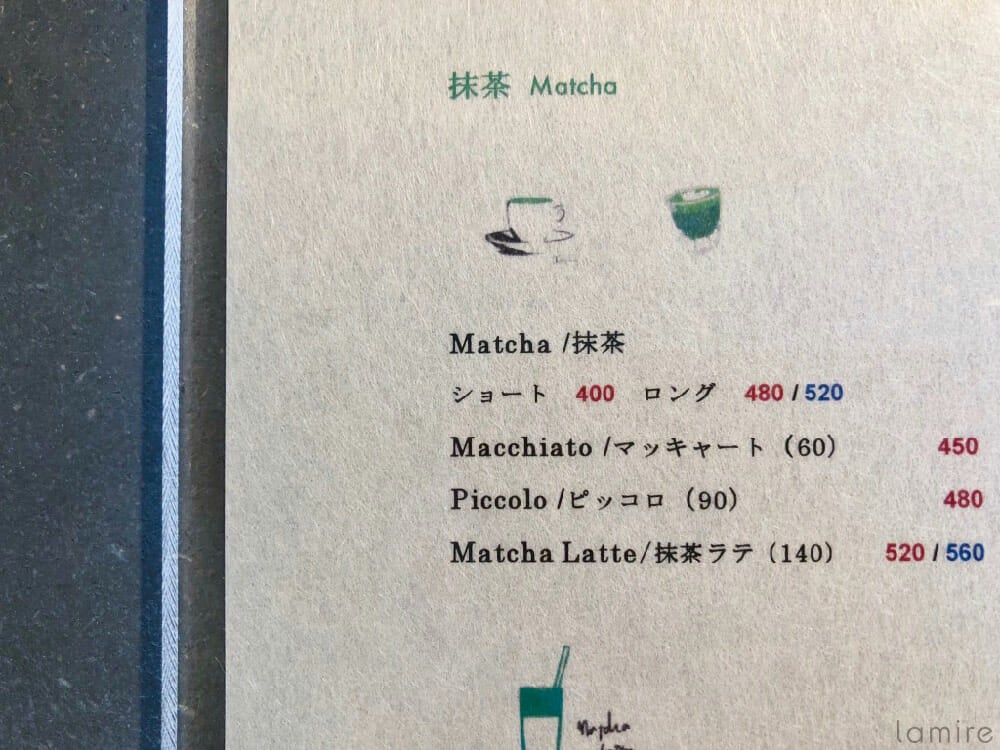 抹茶 Matcha
Matcha /抹茶
ショート 400 ロング 480 / 520
Macchiato /マッキャート（60） 450
Piccolo /ピッコロ（90） 480
Matcha Latte/抹茶ラテ（140） 520 / 560
lamire